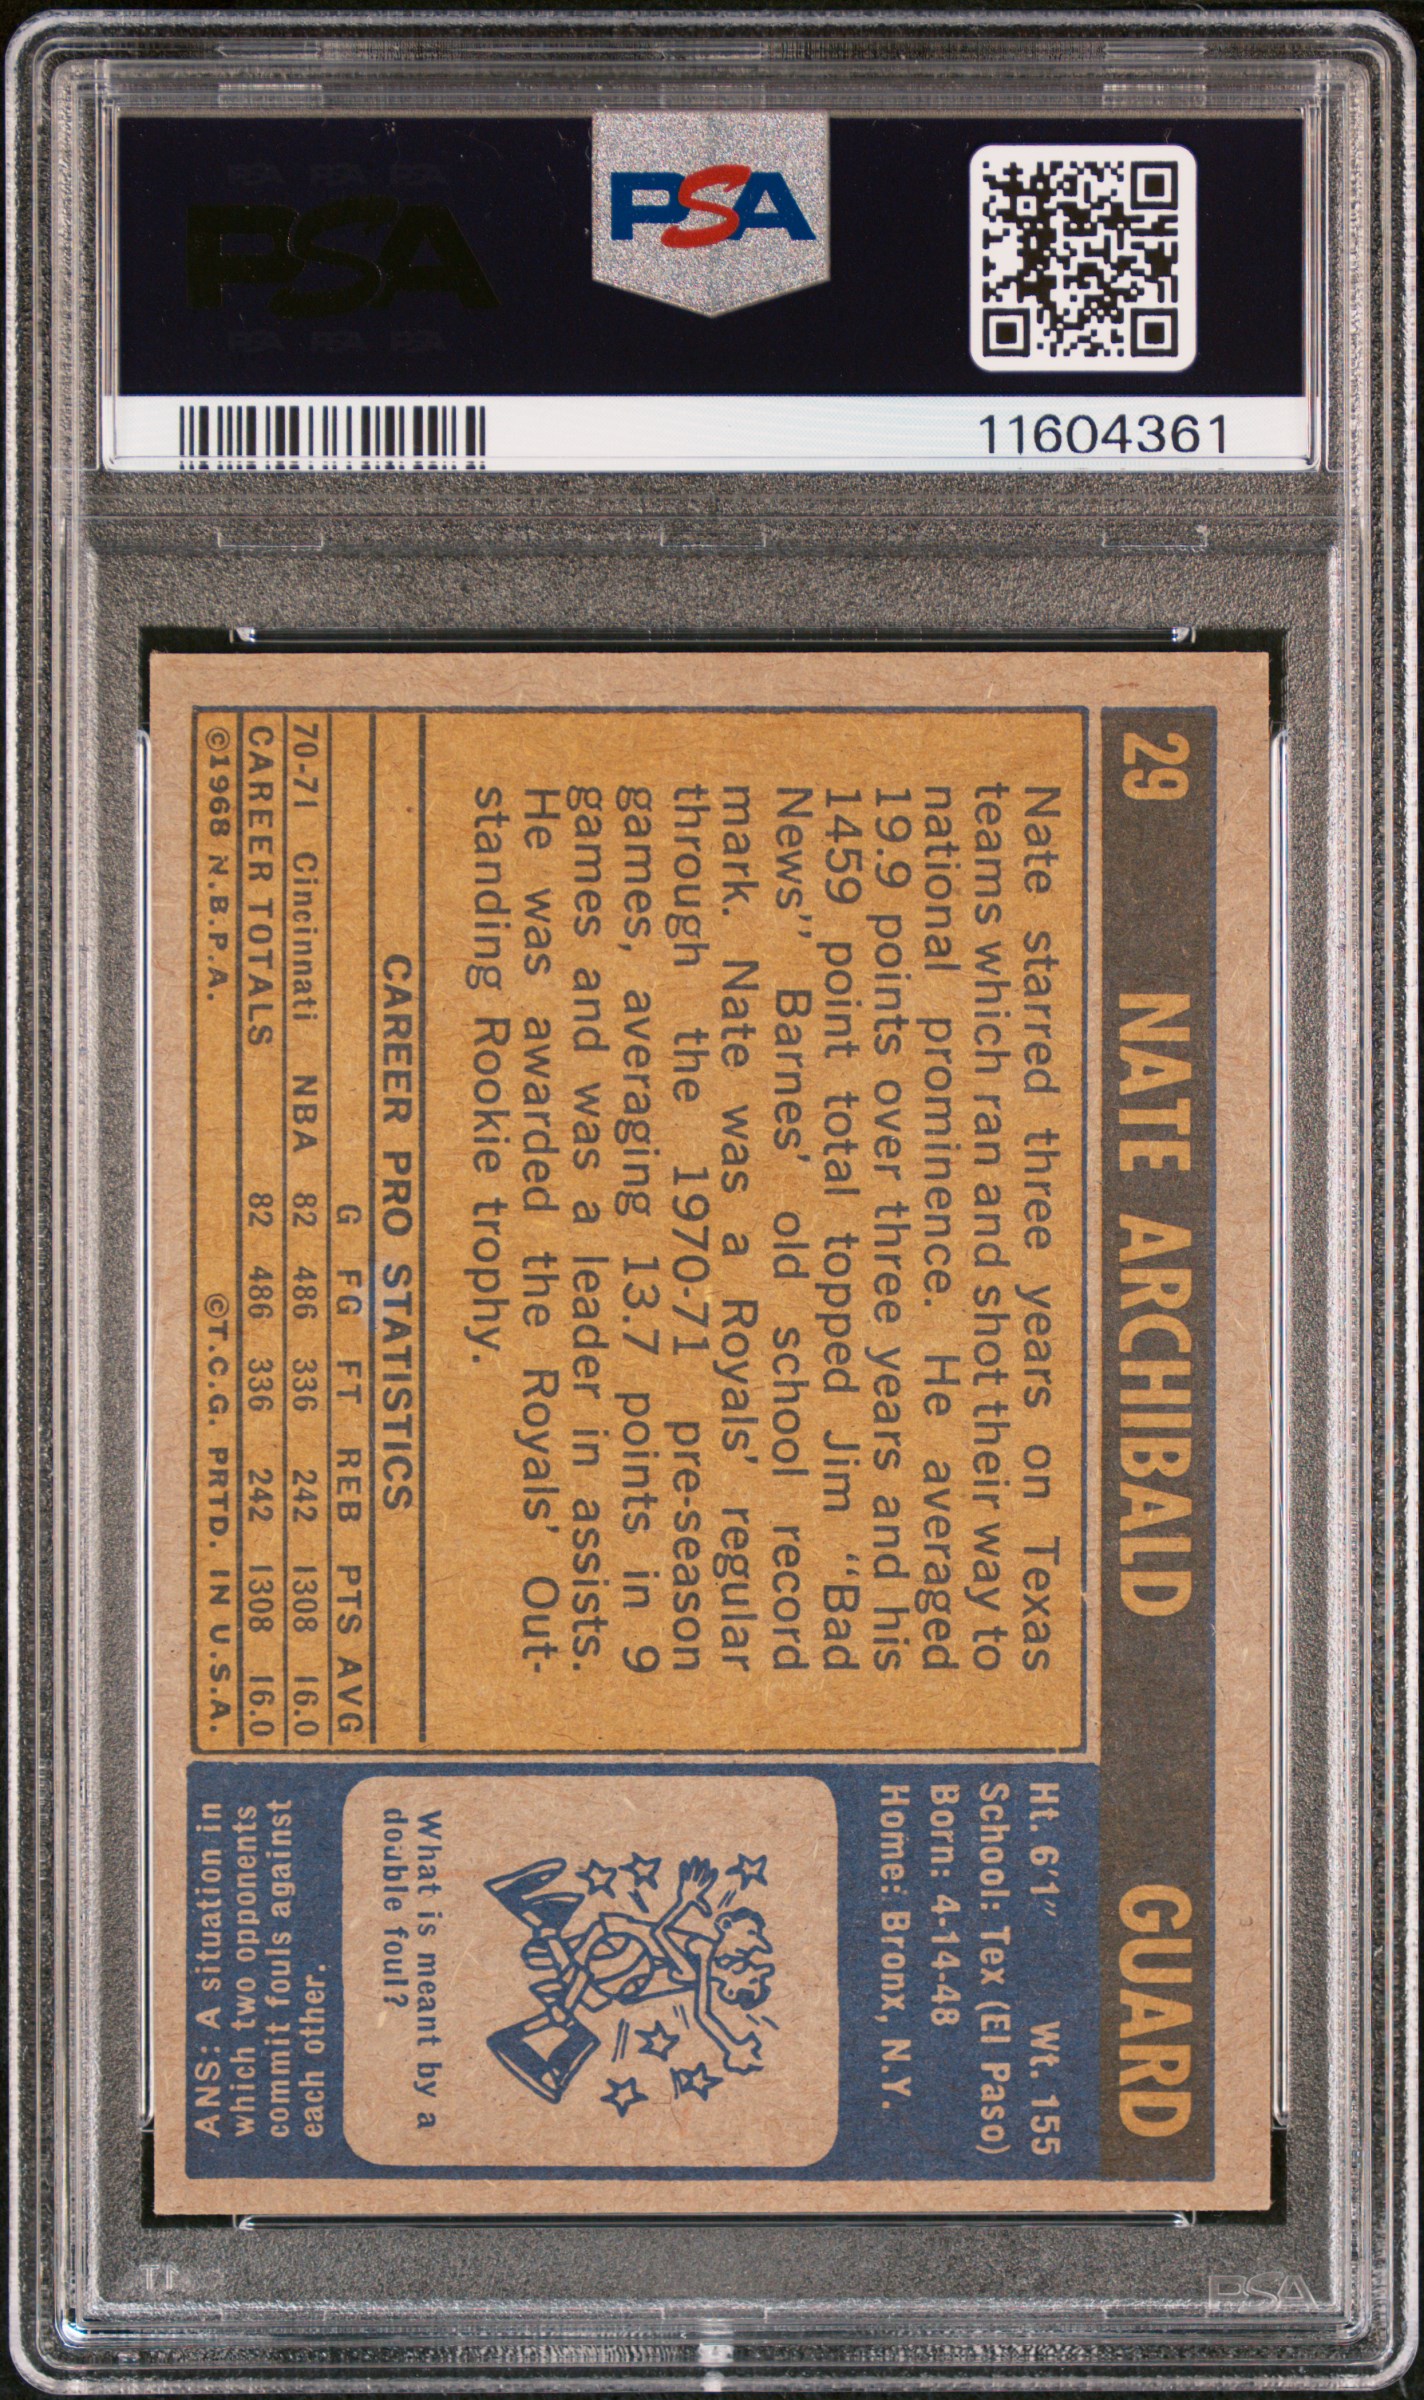 PSA
PSA PSA PSA
PSA
PSA PSA PSA
11604361
29 NATE ARCHIBALD GUARD
Nate starred three years on Texas
teams which ran and shot their way to
national prominence. He averaged
19.9 points over three years and his
1459 point total topped Jim "Bad
News" Barnes' old school record
mark. Nate was a Royals' regular
through the 1970-71 pre-season
games, averaging 13.7 points in 9
games and was a leader in assists.
He was awarded the Royals' Out-
standing Rookie trophy.
CAREER PRO STATISTICS
G FG FT REB PTS AVG
70-71 Cincinnati NBA 82 486 336 242 1308 16.0
CAREER TOTALS 82 486 336 242 1308 16.0
©1968 N.B.P.A. ©T.C.G. PRTD. IN U.S.A.
Ht. 6'1" Wt. 155
School: Tex (El Paso)
Born: 4-14-48
Home: Bronx, N.Y.
What is meant by a
double foul?
ANS: A situation in
which two opponents
commit fouls against
each other.
PSA